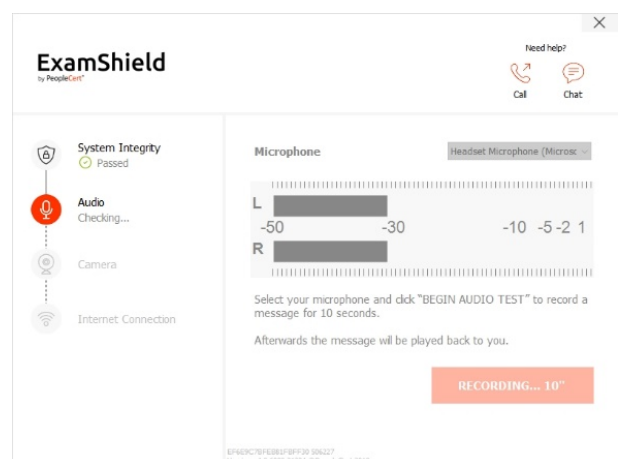 Need help?
ExamShield
by PeopleCert
Call Chat
System Integrity
Passed
Audio
Checking...
Camera
Internet Connection
Microphone
Headset Microphone (Microsc
L
-50 -30 -10 -5 -2 1
R
Select your microphone and click "BEGIN AUDIO TEST" to record a
message for 10 seconds.
Afterwards the message will be played back to you.
RECORDING... 10"